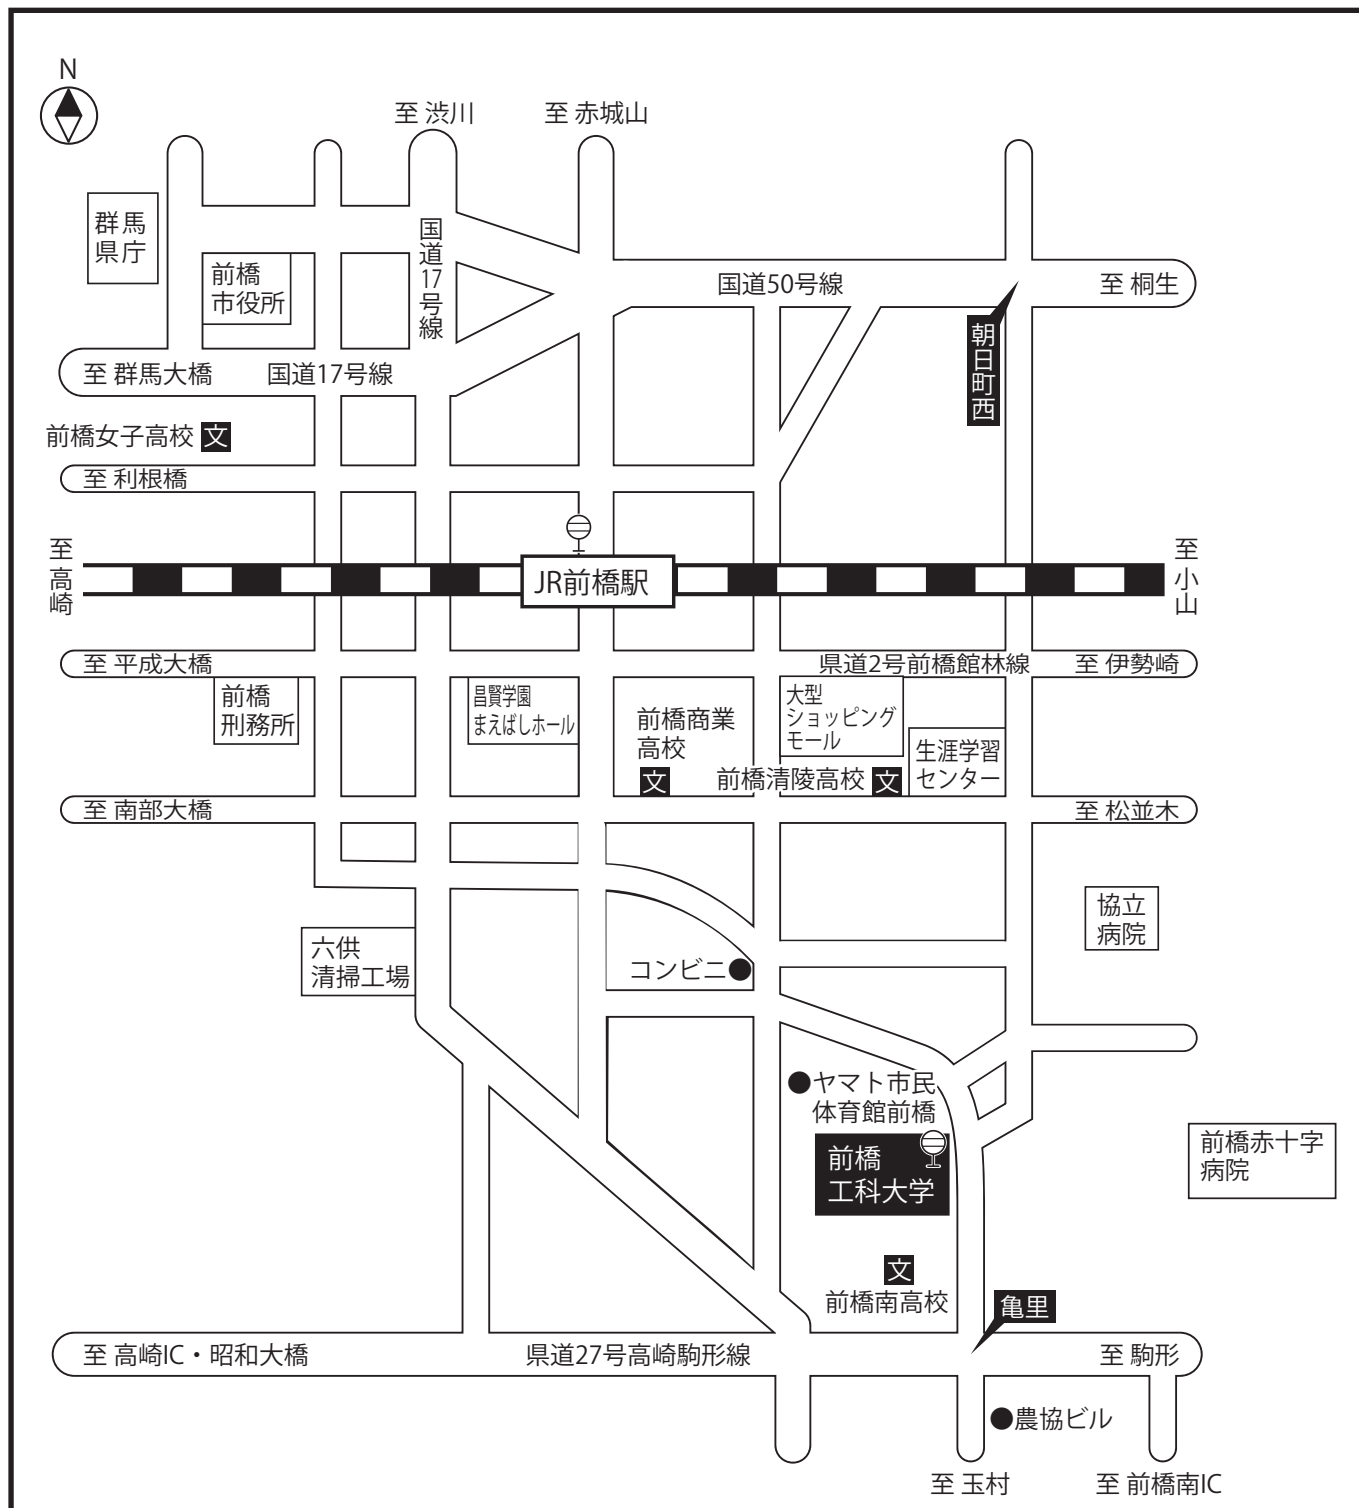 N
至 渋川
至 赤城山
群馬
県庁
前橋
市役所
国道17号線
国道50号線
至 桐生
朝日町西
至 群馬大橋
国道17号線
前橋女子高校 文
至 利根橋
至 高崎
JR前橋駅
至 小山
至 平成大橋
県道2号前橋館林線
至 伊勢崎
前橋
刑務所
昌賢学園
まえばしホール
前橋商業
高校
文
大型
ショッピング
モール
前橋清陵高校 文
生涯学習
センター
至 南部大橋
至 松並木
協立
病院
六供
清掃工場
コンビニ
ヤマト市民
体育館前橋
前橋
工科大学
前橋赤十字
病院
文
前橋南高校
亀里
至 高崎IC・昭和大橋
県道27号高崎駒形線
至 駒形
農協ビル
至 玉村
至 前橋南IC